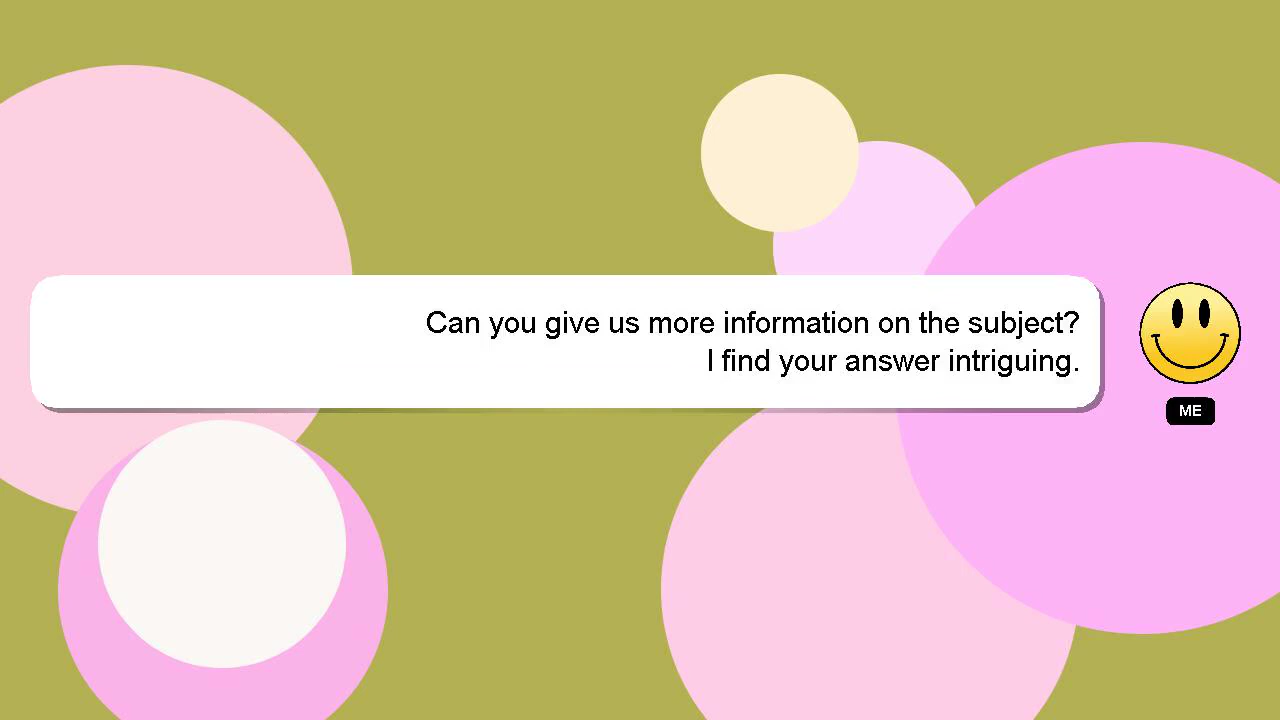 Can you give us more information on the subject?
I find your answer intriguing.
ME